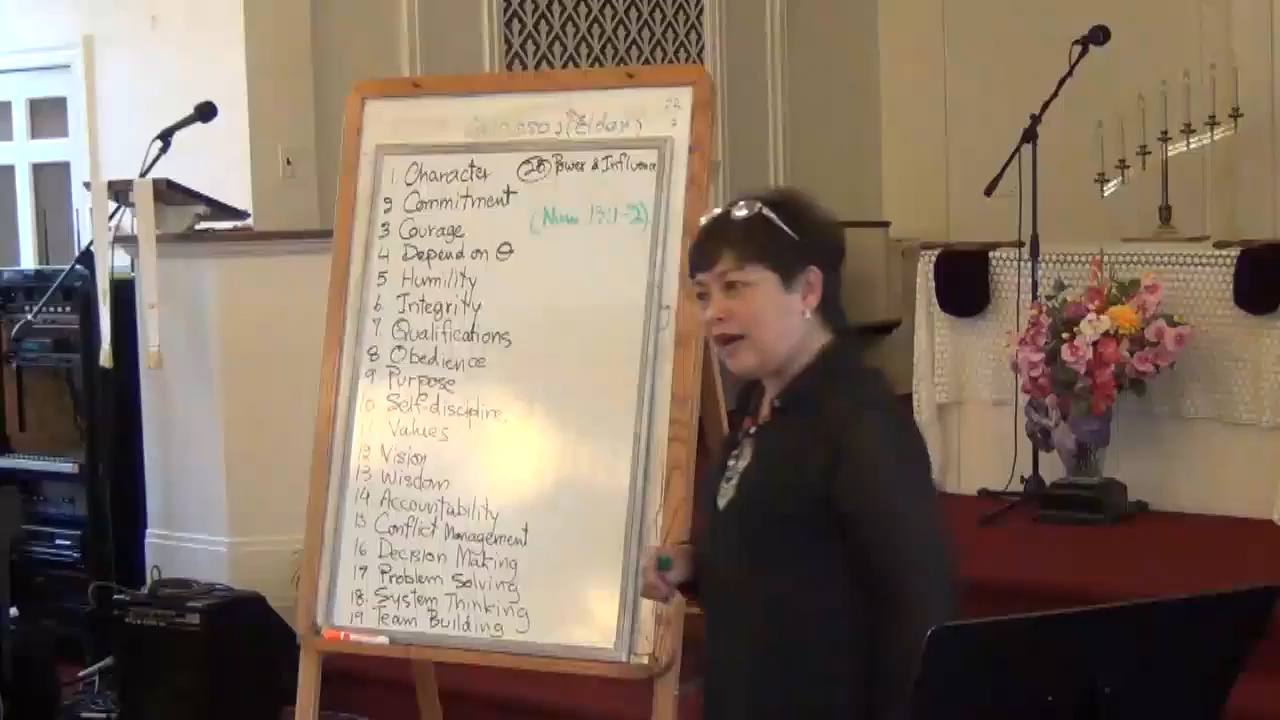 1 Character
2 Commitment
3 Courage
4 Depend on Θ
5 Humility
6 Integrity
7 Qualifications
8 Obedience
9 Purpose
10 Self-discipline
11 Values
12 Vision
13 Wisdom
14 Accountability
15 Conflict Management
16 Decision Making
17 Problem Solving
18. System Thinking
19 Team Building
20 Power & Influence
(Num 13:1-2)